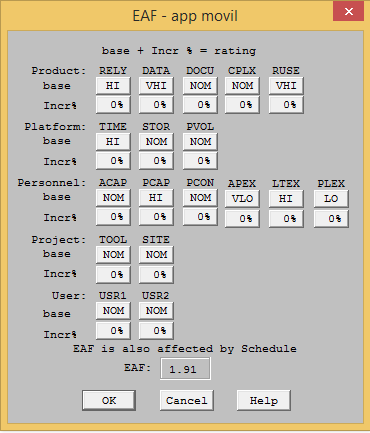 EAF - app movil
base + Incr % = rating
Product: RELY DATA DOCU CPLX RUSE
base HI VHI NOM NOM VHI
Incr% 0% 0% 0% 0% 0%
Platform: TIME STOR PVOL
base HI NOM NOM
Incr% 0% 0% 0%
Personnel: ACAP PCAP PCON APEX LTEX PLEX
base NOM HI NOM VLO HI LO
Incr% 0% 0% 0% 0% 0% 0%
Project: TOOL SITE
base NOM NOM
Incr% 0% 0%
User: USR1 USR2
base NOM NOM
Incr% 0% 0%
EAF is also affected by Schedule
EAF: 1.91
OK Cancel Help